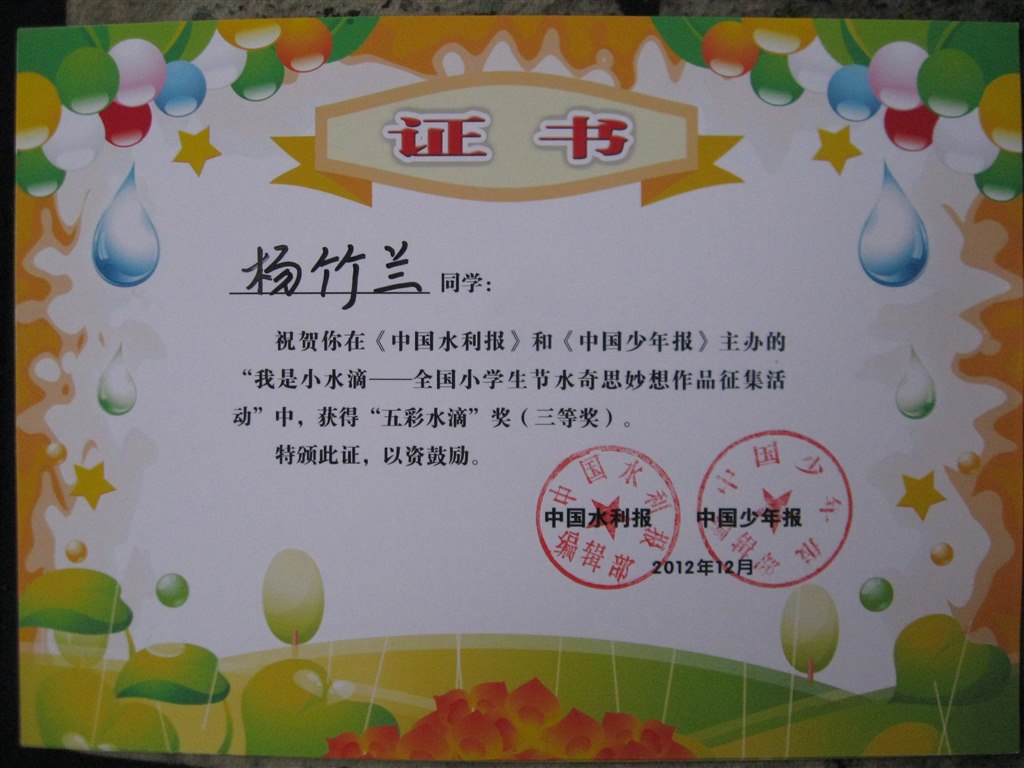 证 书
杨竹兰 同学：
祝贺你在《中国水利报》和《中国少年报》主办的
“我是小水滴——全国小学生节水奇思妙想作品征集活
动”中，获得“五彩水滴”奖（三等奖）。
特颁此证，以资鼓励。
中国水利报
编辑部
中国少年报
编辑部
中国水利报 中国少年报
2012年12月